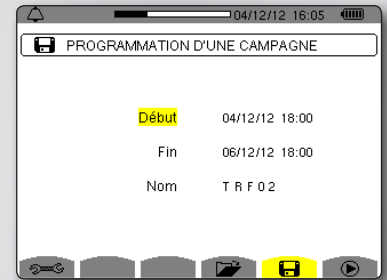 04/12/12 16:05
PROGRAMMATION D'UNE CAMPAGNE
Début 04/12/12 18:00
Fin 06/12/12 18:00
Nom TRF02